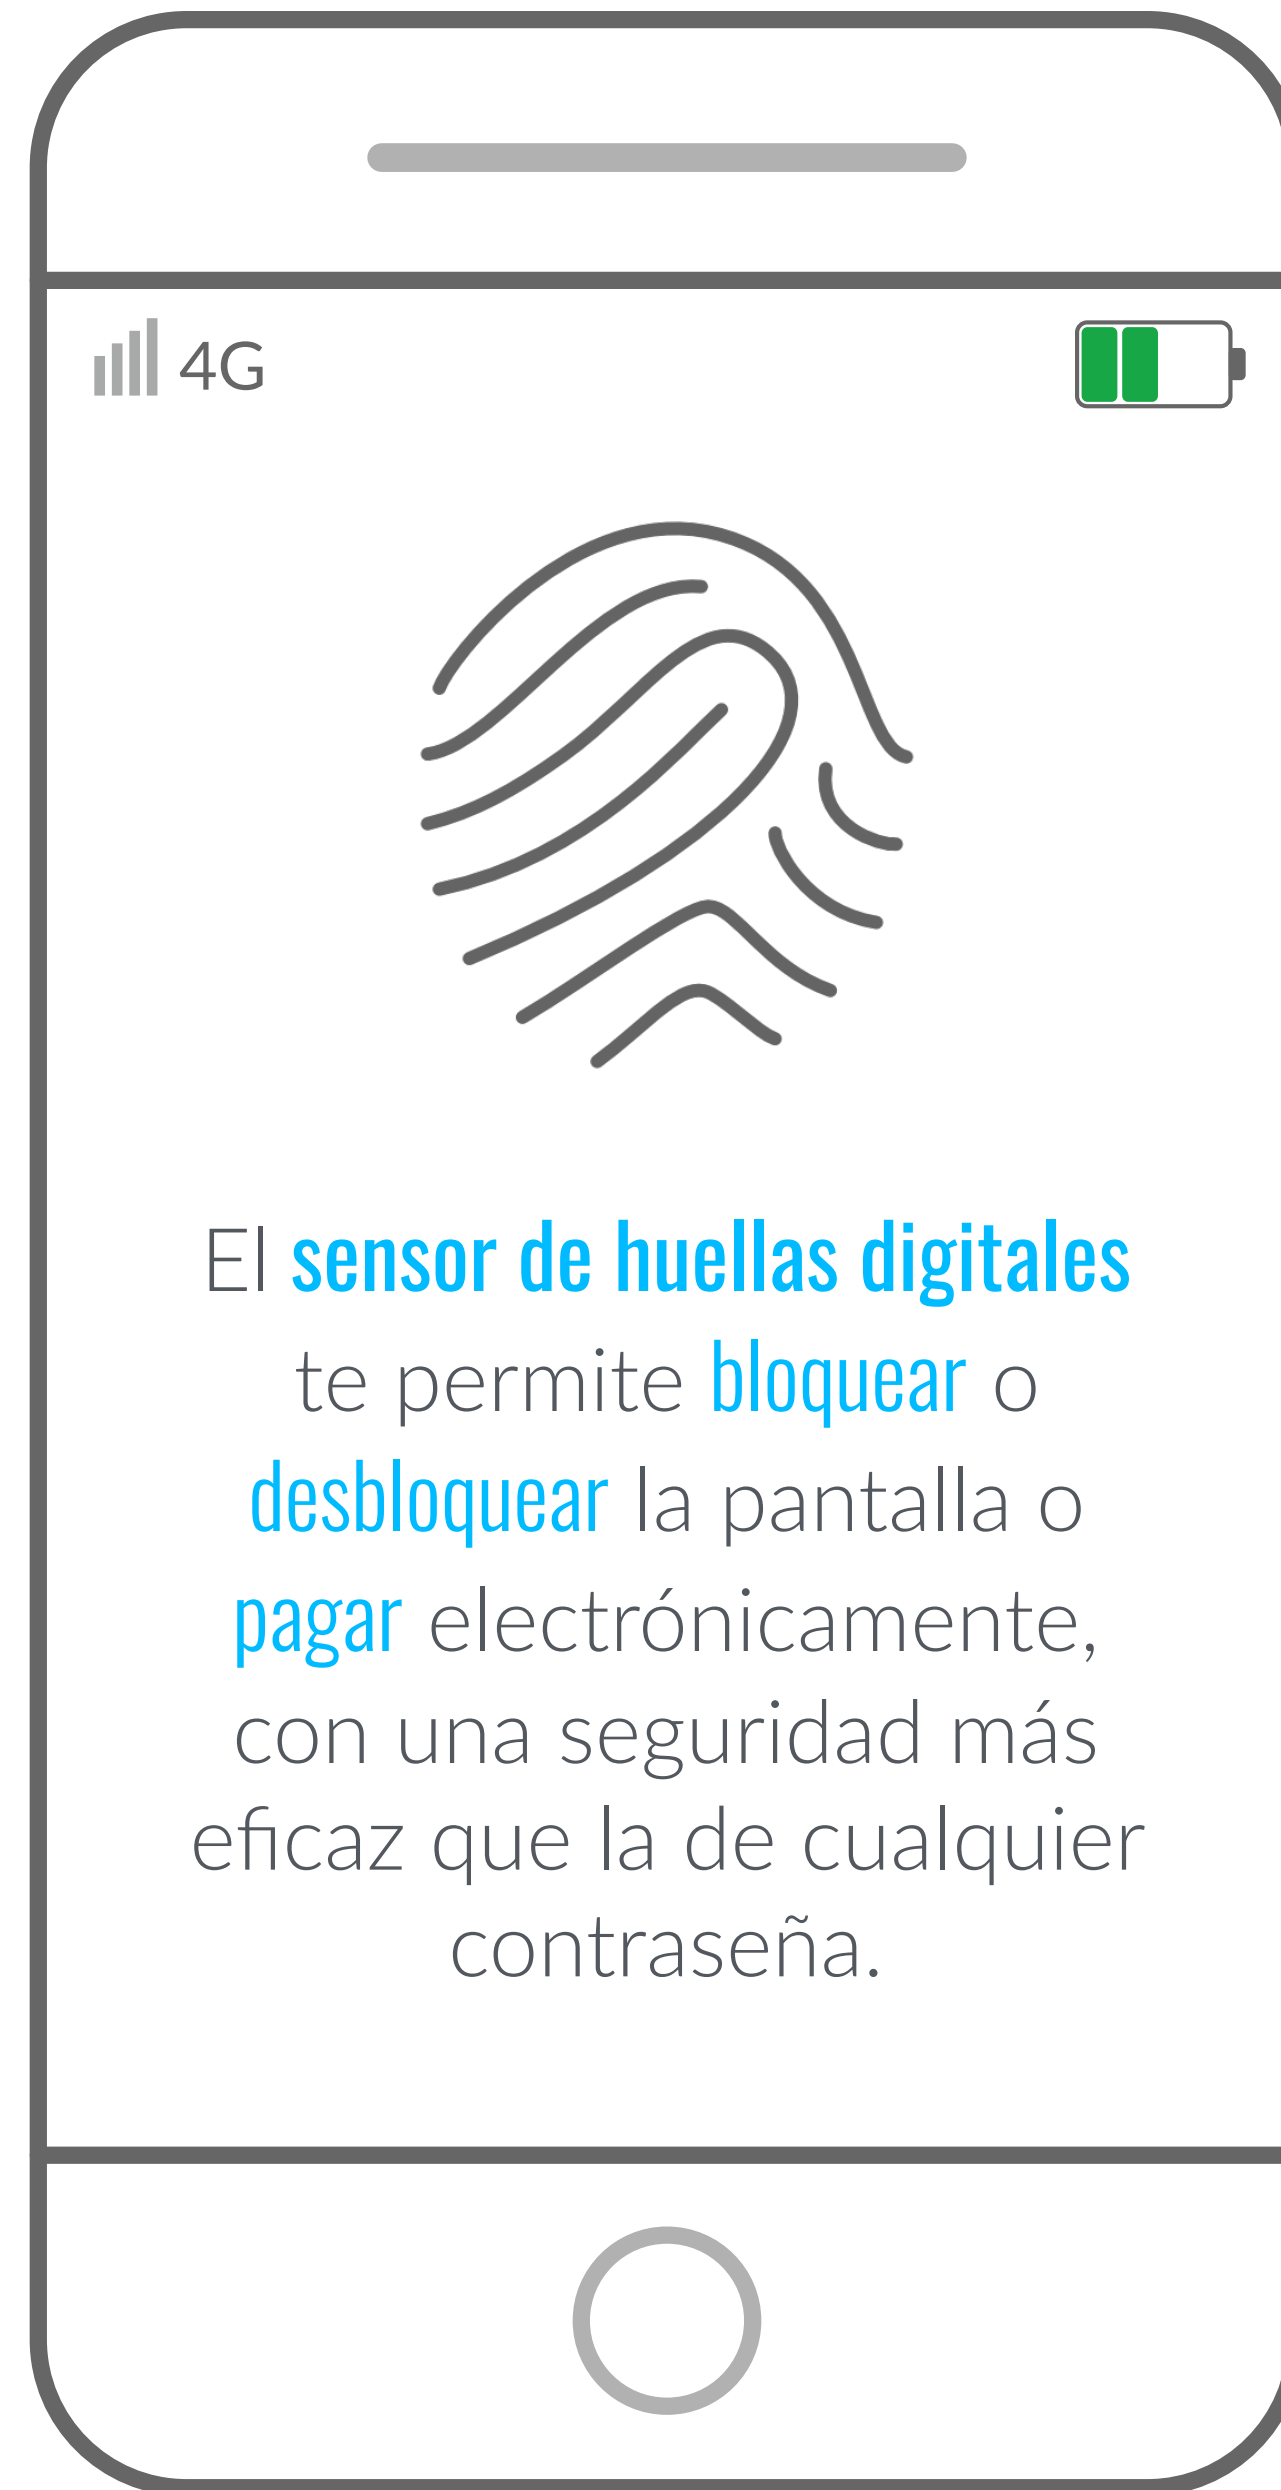 4G
El sensor de huellas digitales
te permite bloquear o
desbloquear la pantalla o
pagar electrónicamente,
con una seguridad más
eficaz que la de cualquier
contraseña.